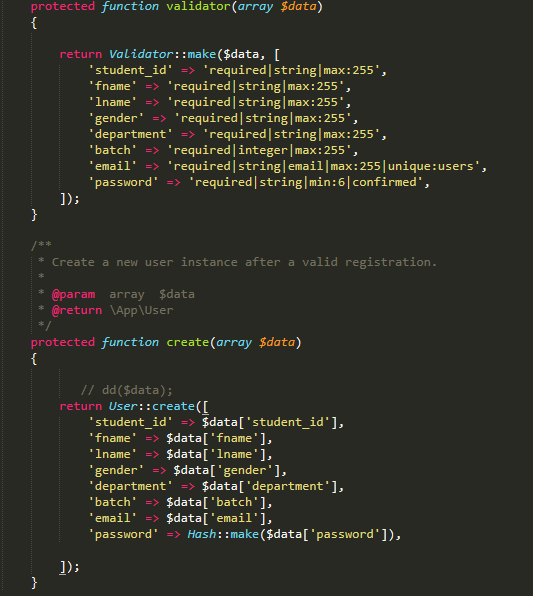 protected function validator(array $data)
{
return Validator::make($data, [
'student_id' => 'required|string|max:255',
'fname' => 'required|string|max:255',
'lname' => 'required|string|max:255',
'gender' => 'required|string|max:255',
'department' => 'required|string|max:255',
'batch' => 'required|integer|max:255',
'email' => 'required|string|email|max:255|unique:users',
'password' => 'required|string|min:6|confirmed',
]);
}
/**
* Create a new user instance after a valid registration.
*
* @param  array  $data
* @return \App\User
*/
protected function create(array $data)
{
// dd($data);
return User::create([
'student_id' => $data['student_id'],
'fname' => $data['fname'],
'lname' => $data['lname'],
'gender' => $data['gender'],
'department' => $data['department'],
'batch' => $data['batch'],
'email' => $data['email'],
'password' => Hash::make($data['password']),
]);
}